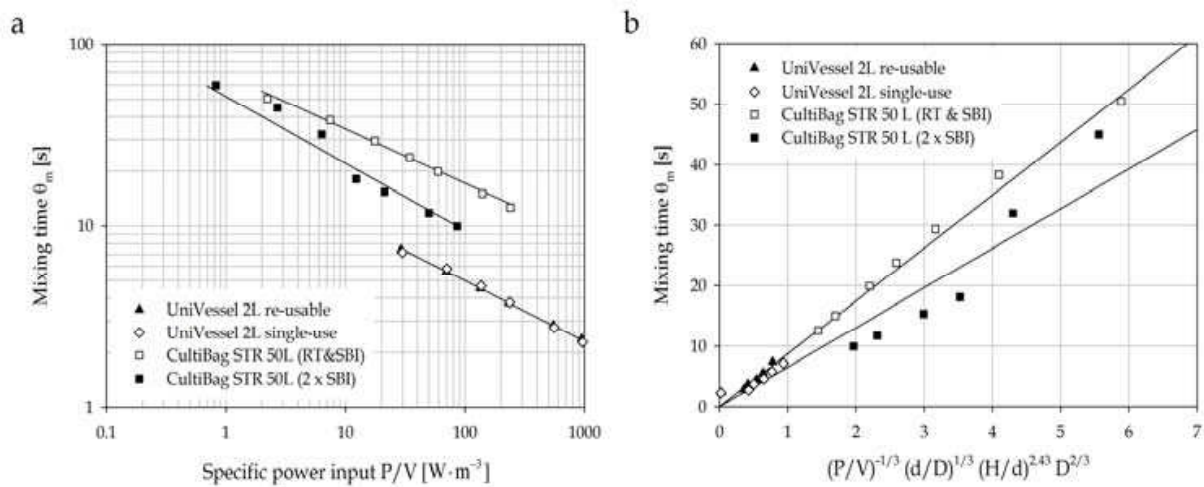 a
Mixing time θm [s]
100
10
1
UniVessel 2L re-usable
UniVessel 2L single-use
CultiBag STR 50L (RT&SBI)
CultiBag STR 50L (2 x SBI)
0.1 1 10 100 1000
Specific power input P/V [W·m⁻³]
b
Mixing time θm [s]
60
50
40
30
20
10
0
UniVessel 2L re-usable
UniVessel 2L single-use
CultiBag STR 50 L (RT & SBI)
CultiBag STR 50 L (2 x SBI)
0 1 2 3 4 5 6 7
(P/V)⁻¹/³ (d/D)¹/³ (H/d)²·⁴³ D²/³